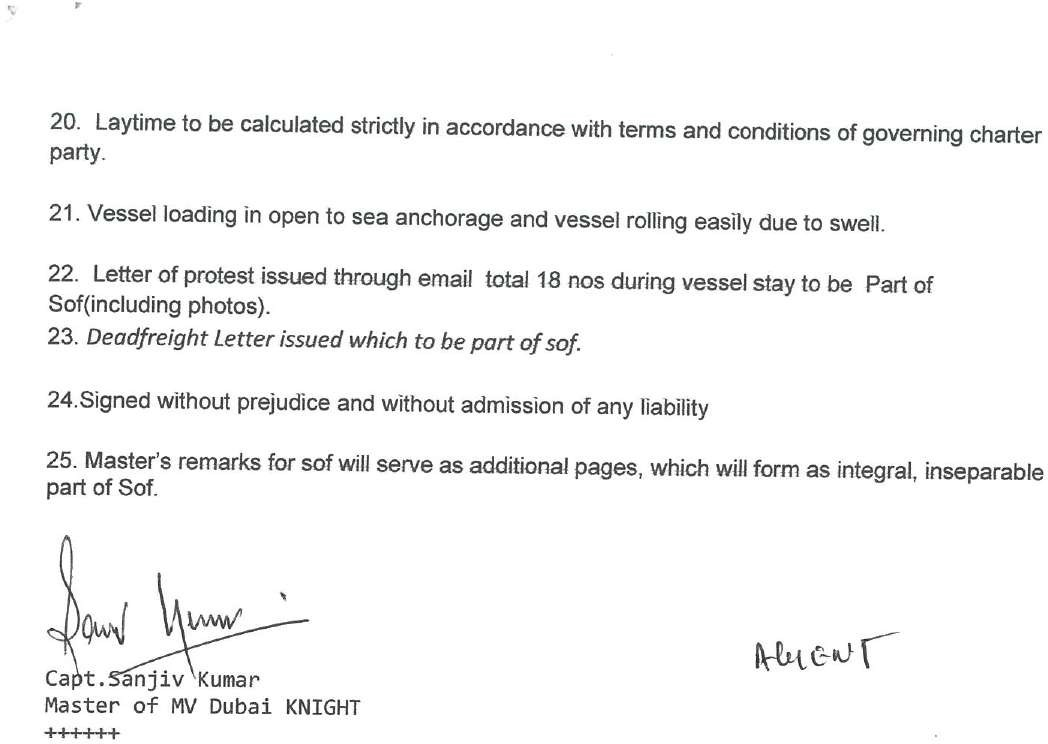 20. Laytime to be calculated strictly in accordance with terms and conditions of governing charter
party.
21. Vessel loading in open to sea anchorage and vessel rolling easily due to swell.
22. Letter of protest issued through email total 18 nos during vessel stay to be Part of
Sof(including photos).
23. Deadfreight Letter issued which to be part of sof.
24.Signed without prejudice and without admission of any liability
25. Master's remarks for sof will serve as additional pages, which will form as integral, inseparable
part of Sof.
Capt.Sanjiv Kumar
Master of MV Dubai KNIGHT
++++++